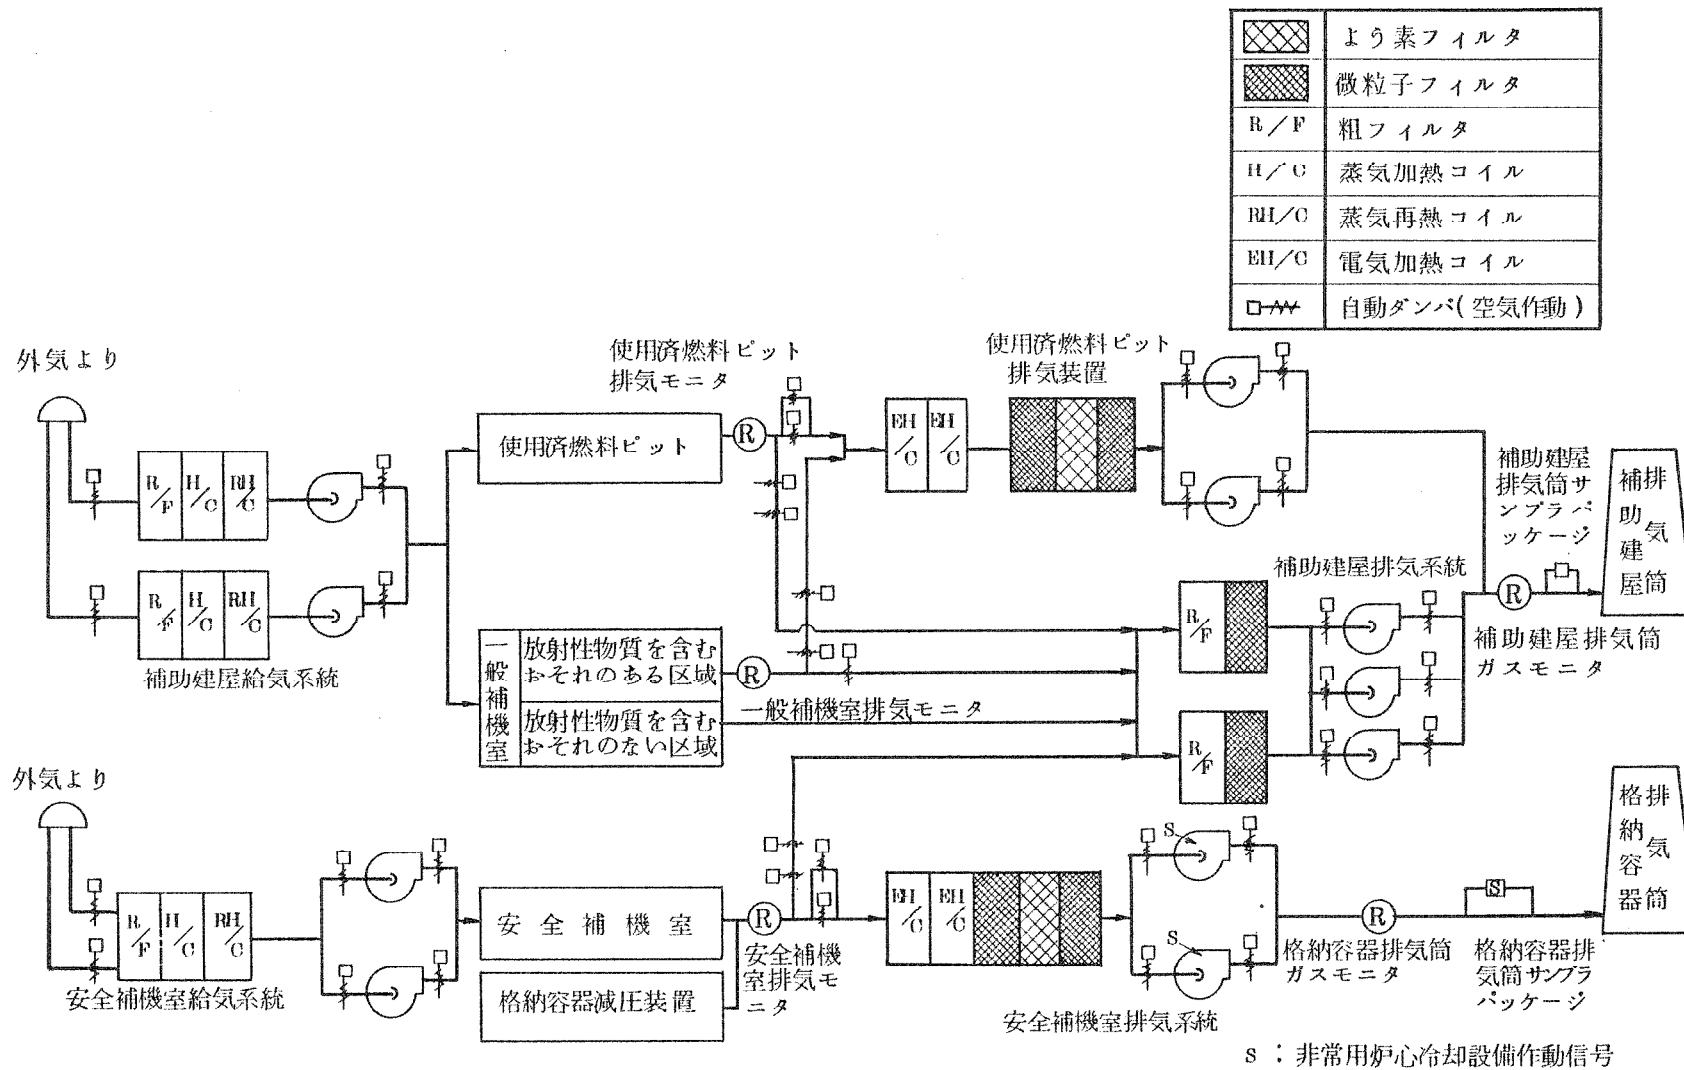 よう素フィルタ
微粒子フィルタ
R/F 粗フィルタ
H/C 蒸気加熱コイル
RH/C 蒸気再熱コイル
EH/C 電気加熱コイル
自動ダンパ(空気作動)
外気より
R/F H/C RH/C
R/F H/C RH/C
補助建屋給気系統
使用済燃料ピット
排気モニタ
使用済燃料ピット
R
EH/C EH/C
使用済燃料ピット
排気装置
一般補機室
放射性物質を含む
おそれのある区域
放射性物質を含む
おそれのない区域
R
一般補機室排気モニタ
R/F
R/F
補助建屋排気系統
補助建屋
排気筒サ
ンプラパ
ッケージ
R
補助建屋排気筒
ガスモニタ
補助建屋
排気筒
外気より
R/F H/C RH/C
安全補機室給気系統
安全補機室
格納容器減圧装置
R
安全補機
室排気モ
ニタ
EH/C EH/C
S
S
安全補機室排気系統
R
格納容器排気筒
ガスモニタ
S
格納容器排
気筒サンプラ
パッケージ
格納容器
排気筒
S:非常用炉心冷却設備作動信号